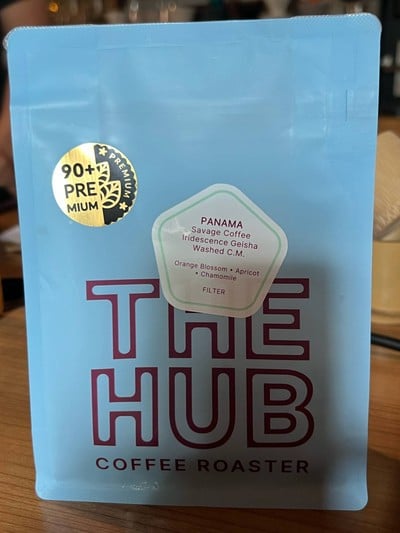 90+
PRE
MIUM
PREMIUM
PANAMA
Savage Coffee
Iridescence Geisha
Washed C.M.
Orange Blossom • Apricot
• Chamomile
FILTER
THE
HUB
COFFEE ROASTER